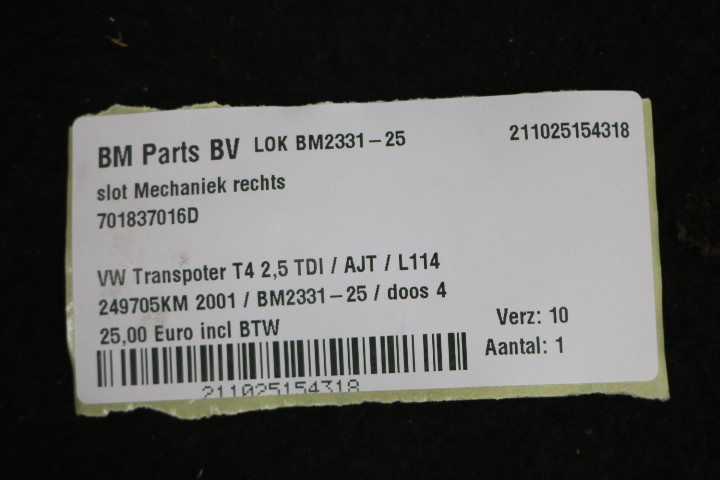 BM Parts BV LOK BM2331-25 211025154318
slot Mechaniek rechts
701837016D
VW Transpoter T4 2,5 TDI / AJT / L114
249705KM 2001 / BM2331-25 / doos 4
25,00 Euro incl BTW Verz: 10
Aantal: 1
211025154318